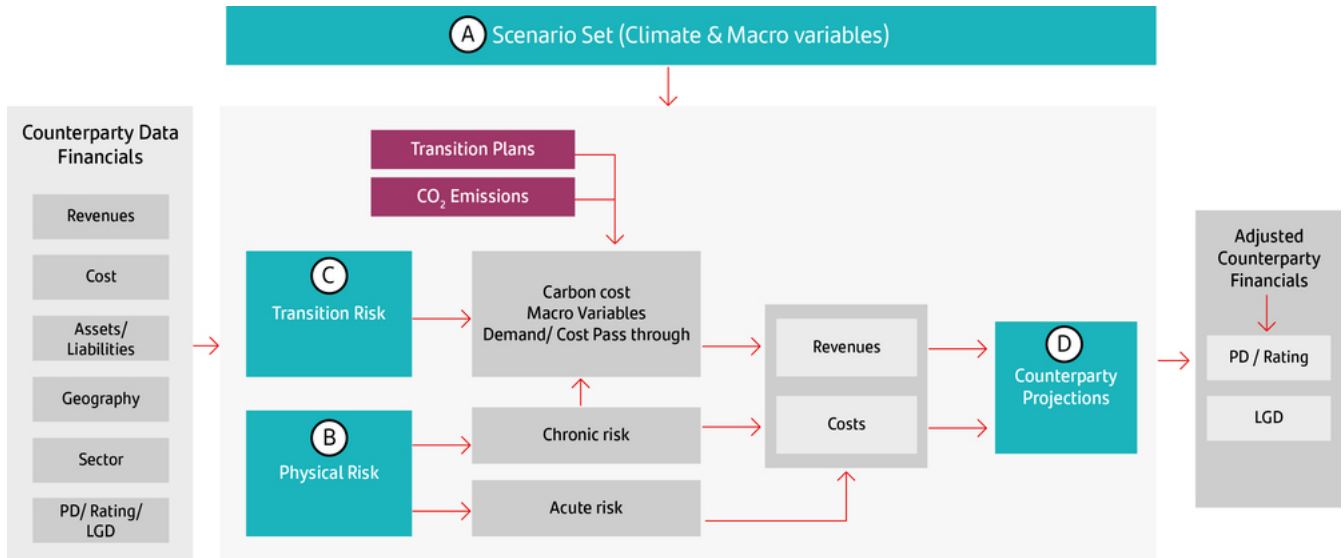 A Scenario Set (Climate & Macro variables)
Counterparty Data
Financials
Revenues
Cost
Assets/
Liabilities
Geography
Sector
PD/ Rating/
LGD
Transition Plans
CO₂ Emissions
C
Transition Risk
Carbon cost
Macro Variables
Demand/ Cost Pass through
B
Physical Risk
Chronic risk
Acute risk
Revenues
Costs
D
Counterparty
Projections
Adjusted
Counterparty
Financials
PD / Rating
LGD